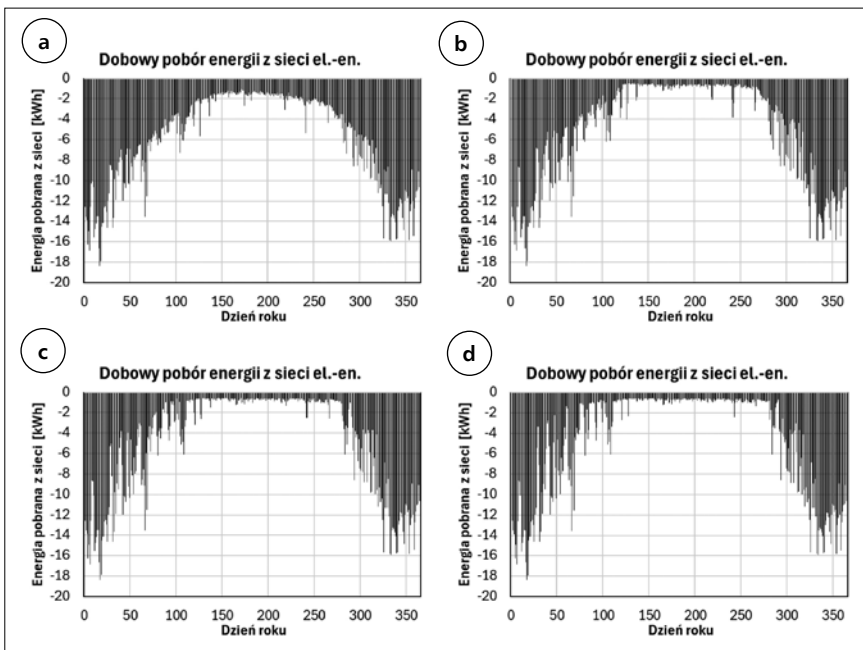 a
Dobowy pobór energii z sieci el.-en.
Energia pobrana z sieci [kWh]
0
-2
-4
-6
-8
-10
-12
-14
-16
-18
-20
0 50 100 150 200 250 300 350
Dzień roku
b
Dobowy pobór energii z sieci el.-en.
Energia pobrana z sieci [kWh]
0
-2
-4
-6
-8
-10
-12
-14
-16
-18
-20
0 50 100 150 200 250 300 350
Dzień roku
c
Dobowy pobór energii z sieci el.-en.
Energia pobrana z sieci [kWh]
0
-2
-4
-6
-8
-10
-12
-14
-16
-18
-20
0 50 100 150 200 250 300 350
Dzień roku
d
Dobowy pobór energii z sieci el.-en.
Energia pobrana z sieci [kWh]
0
-2
-4
-6
-8
-10
-12
-14
-16
-18
-20
0 50 100 150 200 250 300 350
Dzień roku